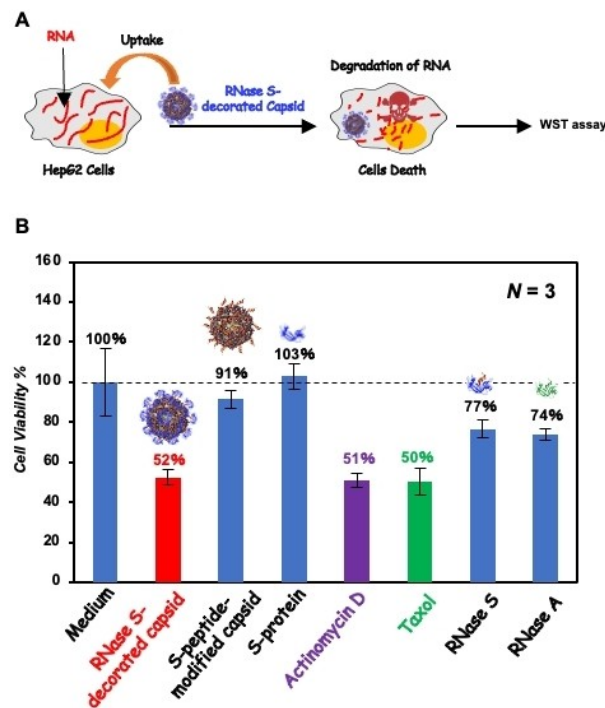 A
RNA
Uptake
RNase S-
decorated Capsid
Degradation of RNA
HepG2 Cells
Cells Death
WST assay
B
Cell Viability %
160
140
120
100
80
60
40
20
0
N = 3
100%
52%
91%
103%
51%
50%
77%
74%
Medium
RNase S-
decorated capsid
S-peptide-
modified capsid
S-protein
Actinomycin D
Taxol
RNase S
RNase A